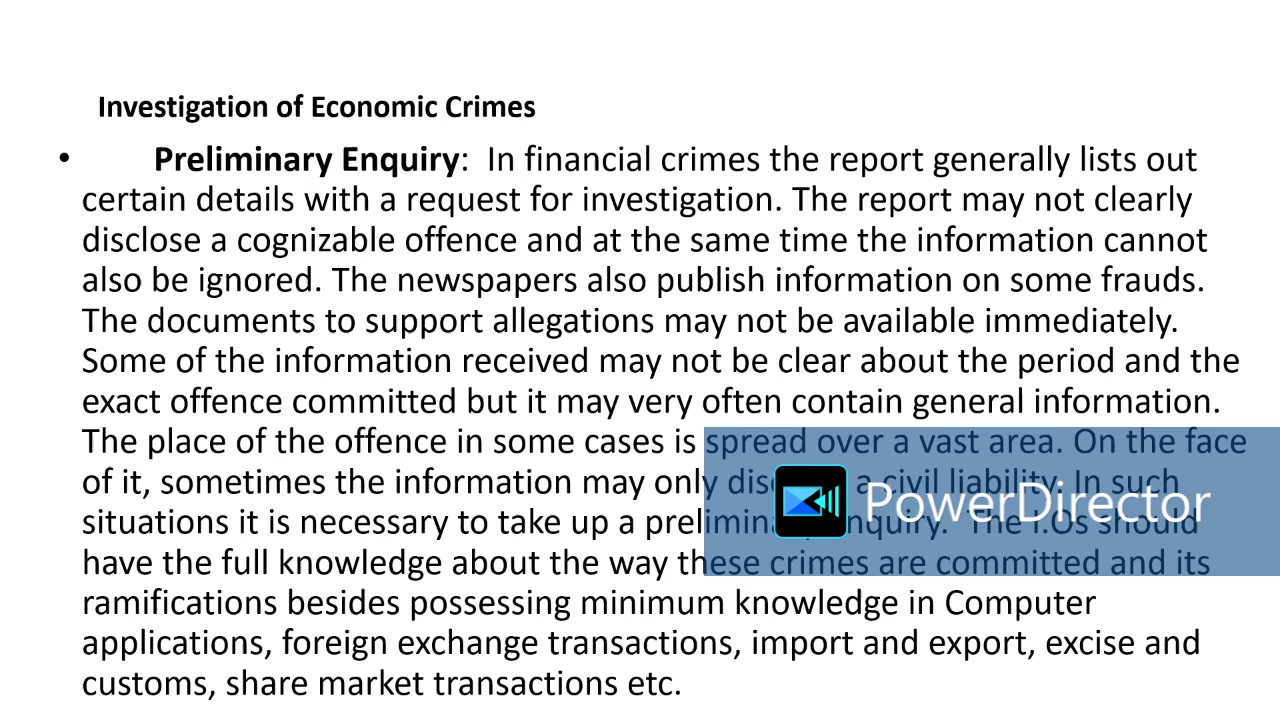 Investigation of Economic Crimes
• Preliminary Enquiry: In financial crimes the report generally lists out
certain details with a request for investigation. The report may not clearly
disclose a cognizable offence and at the same time the information cannot
also be ignored. The newspapers also publish information on some frauds.
The documents to support allegations may not be available immediately.
Some of the information received may not be clear about the period and the
exact offence committed but it may very often contain general information.
The place of the offence in some cases is spread over a vast area. On the face
of it, sometimes the information may only a civil liability. In such
situations it is necessary to take up a preliminary enquiry. The I.Os should
PowerDirector
have the full knowledge about the way these crimes are committed and its
ramifications besides possessing minimum knowledge in Computer
applications, foreign exchange transactions, import and export, excise and
customs, share market transactions etc.